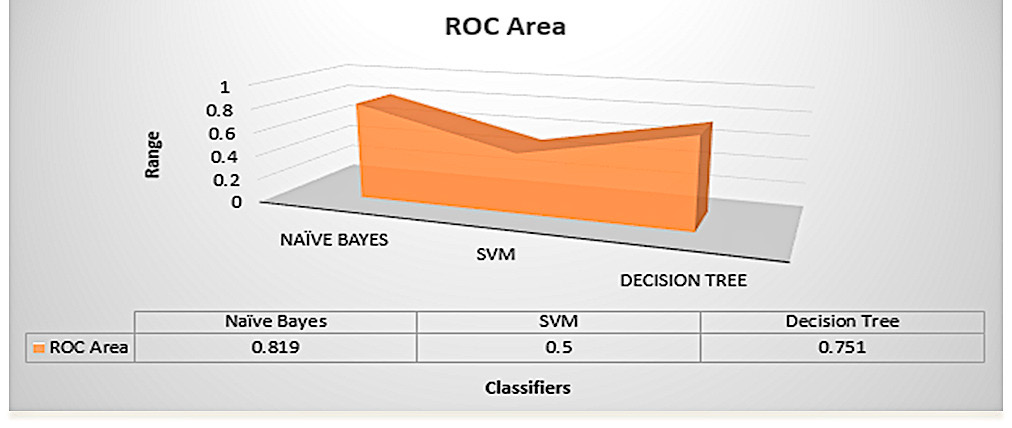 ROC Area
1
0.8
0.6
0.4
0.2
0
Range
NAÏVE BAYES
SVM
DECISION TREE
Naïve Bayes SVM Decision Tree
ROC Area 0.819 0.5 0.751
Classifiers